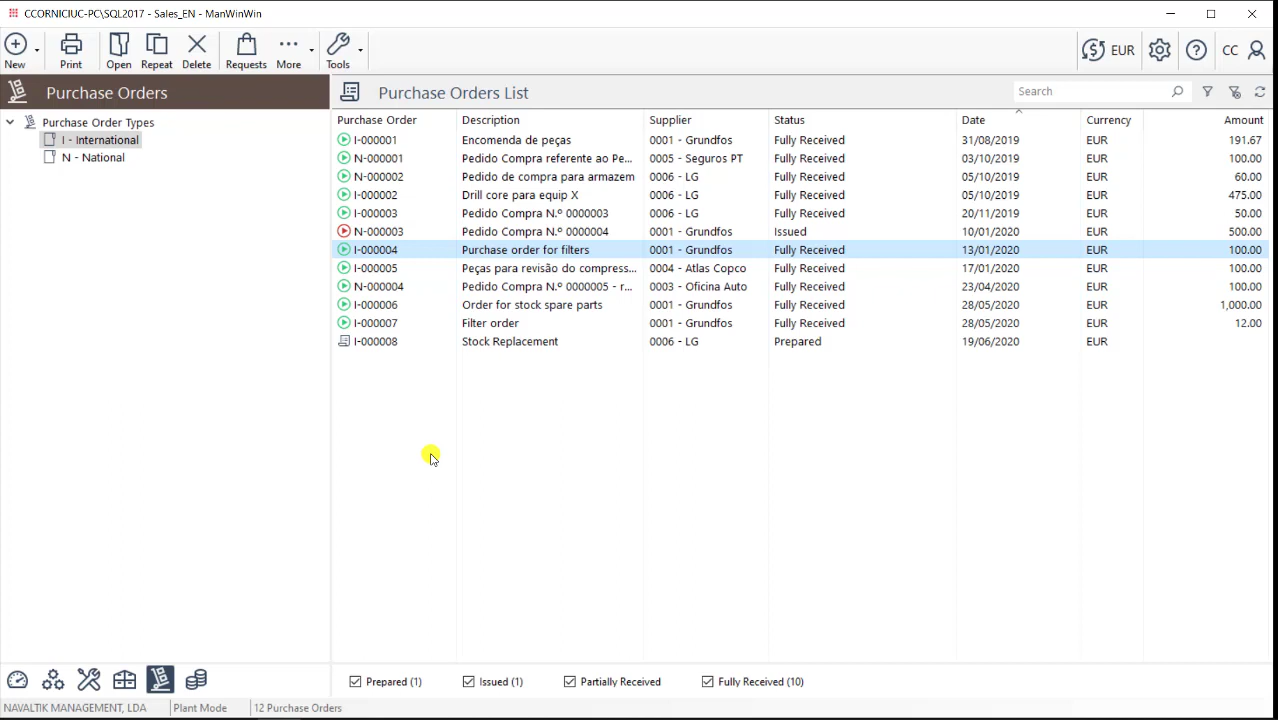 CCORNICIUC-PC\SQL2017 - Sales_EN - ManWinWin
New Print Open Repeat Delete Requests More Tools EUR CC
Purchase Orders
Purchase Orders List
Search
Purchase Order Types
I - International
N - National
Purchase Order Description Supplier Status Date Currency Amount
I-000001 Encomenda de peças 0001 - Grundfos Fully Received 31/08/2019 EUR 191.67
N-000001 Pedido Compra referente ao Pe... 0005 - Seguros PT Fully Received 03/10/2019 EUR 100.00
N-000002 Pedido de compra para armazem 0006 - LG Fully Received 05/10/2019 EUR 60.00
I-000002 Drill core para equip X 0006 - LG Fully Received 05/10/2019 EUR 475.00
I-000003 Pedido Compra N.º 0000003 0006 - LG Fully Received 20/11/2019 EUR 50.00
N-000003 Pedido Compra N.º 0000004 0001 - Grundfos Issued 10/01/2020 EUR 500.00
I-000004 Purchase order for filters 0001 - Grundfos Fully Received 13/01/2020 EUR 100.00
I-000005 Peças para revisão do compress... 0004 - Atlas Copco Fully Received 17/01/2020 EUR 100.00
N-000004 Pedido Compra N.º 0000005 - r... 0003 - Oficina Auto Fully Received 23/04/2020 EUR 100.00
I-000006 Order for stock spare parts 0001 - Grundfos Fully Received 28/05/2020 EUR 1,000.00
I-000007 Filter order 0001 - Grundfos Fully Received 28/05/2020 EUR 12.00
I-000008 Stock Replacement 0006 - LG Prepared 19/06/2020 EUR
Prepared (1) Issued (1) Partially Received Fully Received (10)
NAVALTIK MANAGEMENT, LDA Plant Mode 12 Purchase Orders